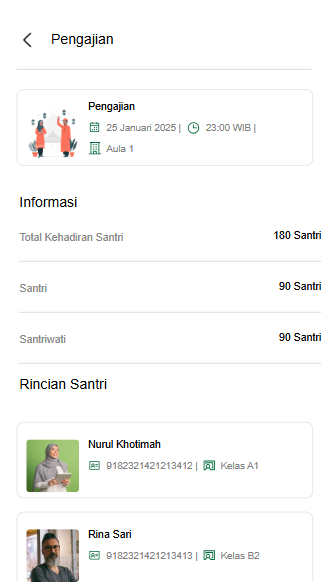 Pengajian
Pengajian
25 Januari 2025 | 23:00 WIB |
Aula 1
Informasi
Total Kehadiran Santri 180 Santri
Santri 90 Santri
Santriwati 90 Santri
Rincian Santri
Nurul Khotimah
9182321421213412 | Kelas A1
Rina Sari
9182321421213413 | Kelas B2